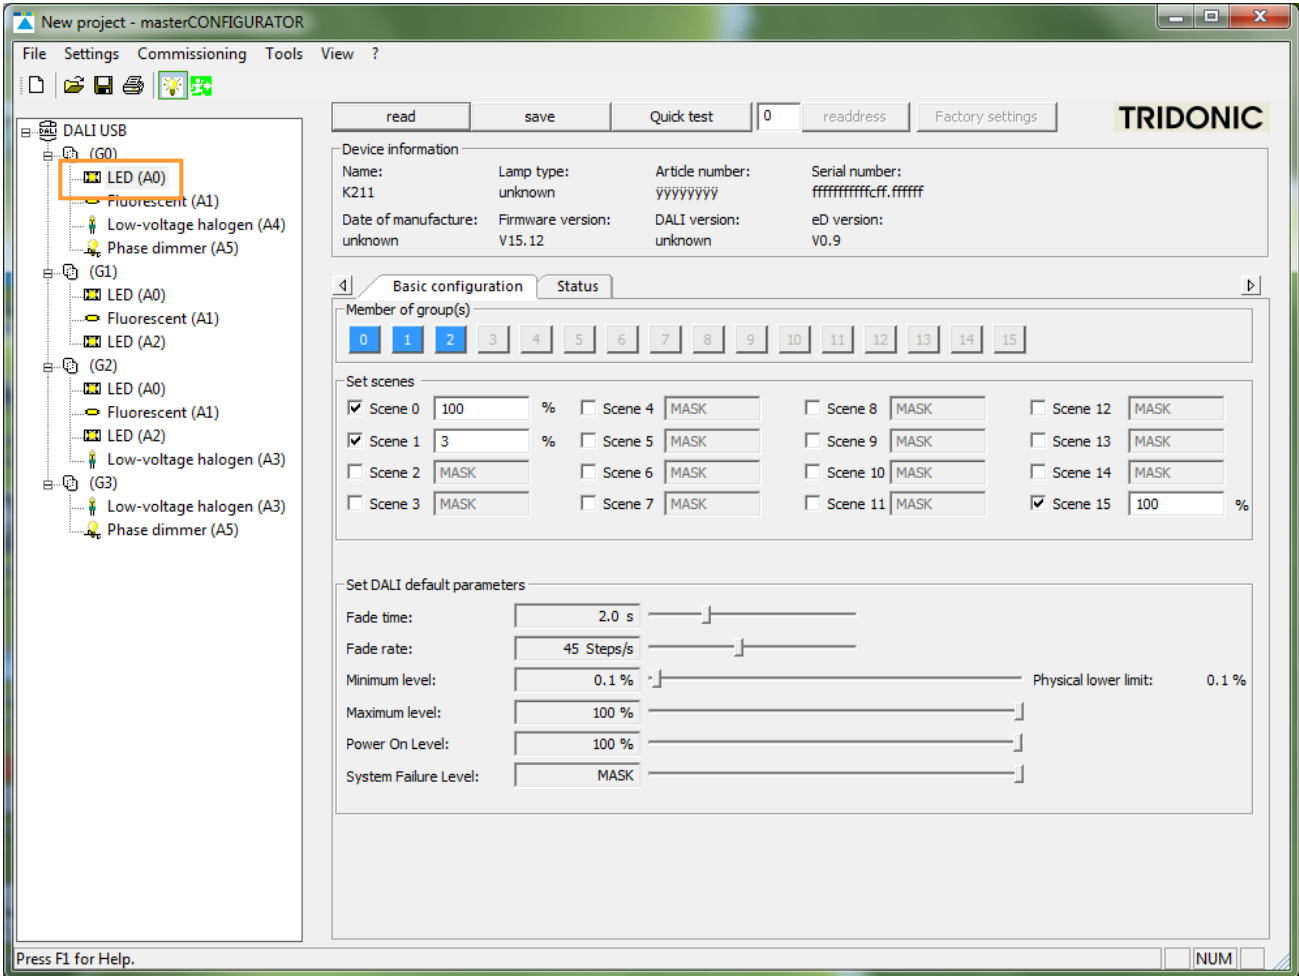 New project - masterCONFIGURATOR
File Settings Commissioning Tools View ?
read save Quick test 0 readdress Factory settings TRIDONIC
DALI USB
(G0)
LED (A0)
Fluorescent (A1)
Low-voltage halogen (A4)
Phase dimmer (A5)
(G1)
LED (A0)
Fluorescent (A1)
LED (A2)
(G2)
LED (A0)
Fluorescent (A1)
LED (A2)
Low-voltage halogen (A3)
(G3)
Low-voltage halogen (A3)
Phase dimmer (A5)
Device information
Name: Lamp type: Article number: Serial number:
K211 unknown ÿÿÿÿÿÿÿÿ fffffffffffcff.ffffff
Date of manufacture: Firmware version: DALI version: eD version:
unknown V15.12 unknown V0.9
Basic configuration Status
Member of group(s)
0 1 2 3 4 5 6 7 8 9 10 11 12 13 14 15
Set scenes
Scene 0 100 % Scene 4 MASK Scene 8 MASK Scene 12 MASK
Scene 1 3 % Scene 5 MASK Scene 9 MASK Scene 13 MASK
Scene 2 MASK Scene 6 MASK Scene 10 MASK Scene 14 MASK
Scene 3 MASK Scene 7 MASK Scene 11 MASK Scene 15 100 %
Set DALI default parameters
Fade time: 2.0 s
Fade rate: 45 Steps/s
Minimum level: 0.1 % Physical lower limit: 0.1 %
Maximum level: 100 %
Power On Level: 100 %
System Failure Level: MASK
Press F1 for Help. NUM